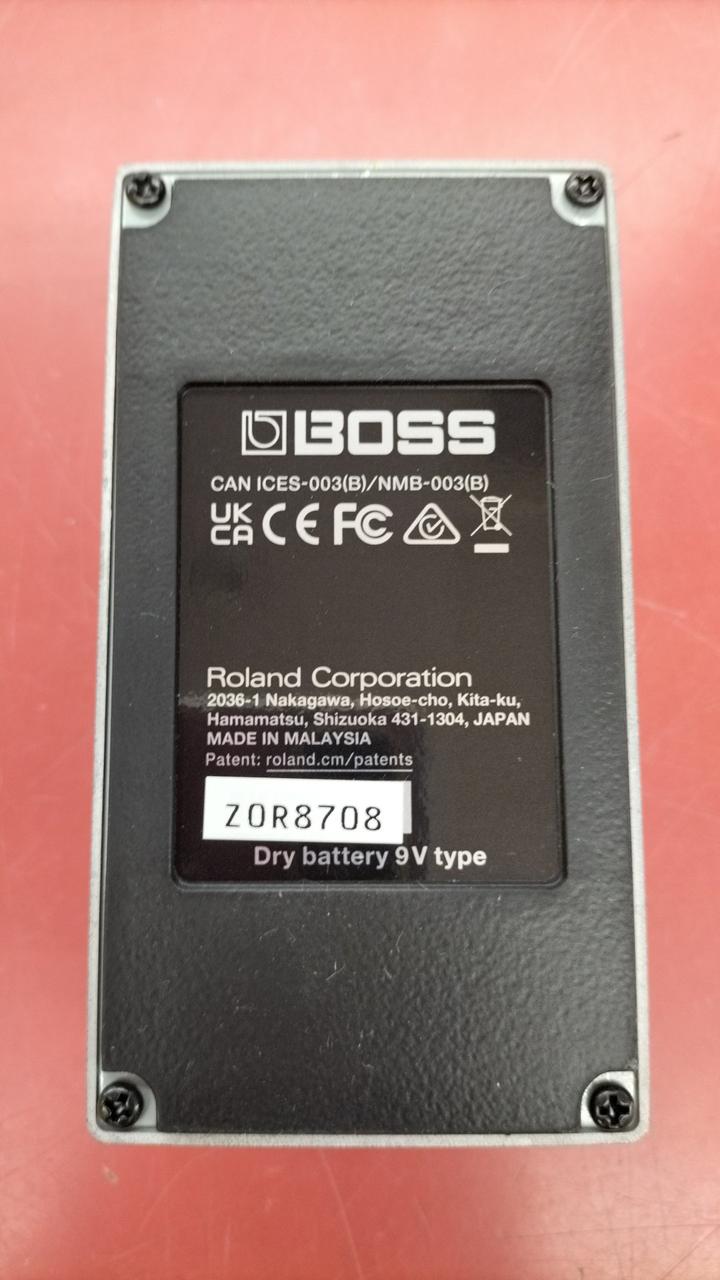 BOSS
CAN ICES-003(B)/NMB-003(B)
UK CA CE FC
Roland Corporation
2036-1 Nakagawa, Hosoe-cho, Kita-ku,
Hamamatsu, Shizuoka 431-1304, JAPAN
MADE IN MALAYSIA
Patent: roland.cm/patents
Z0R8708
Dry battery 9V type